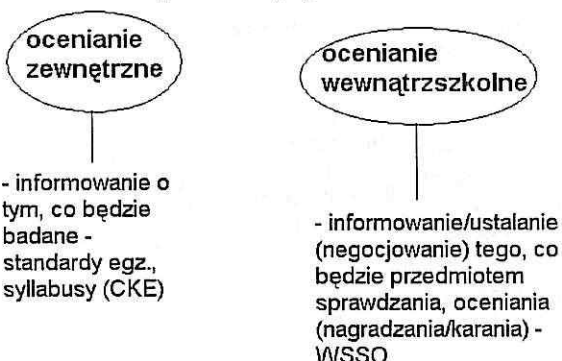 ocenianie
zewnętrzne
- informowanie o
tym, co będzie
badane -
standardy egz.,
syllabusy (CKE)
ocenianie
wewnątrzszkolne
- informowanie/ustalanie
(negocjowanie) tego, co
będzie przedmiotem
sprawdzania, oceniania
(nagradzania/karania) -
WSSO